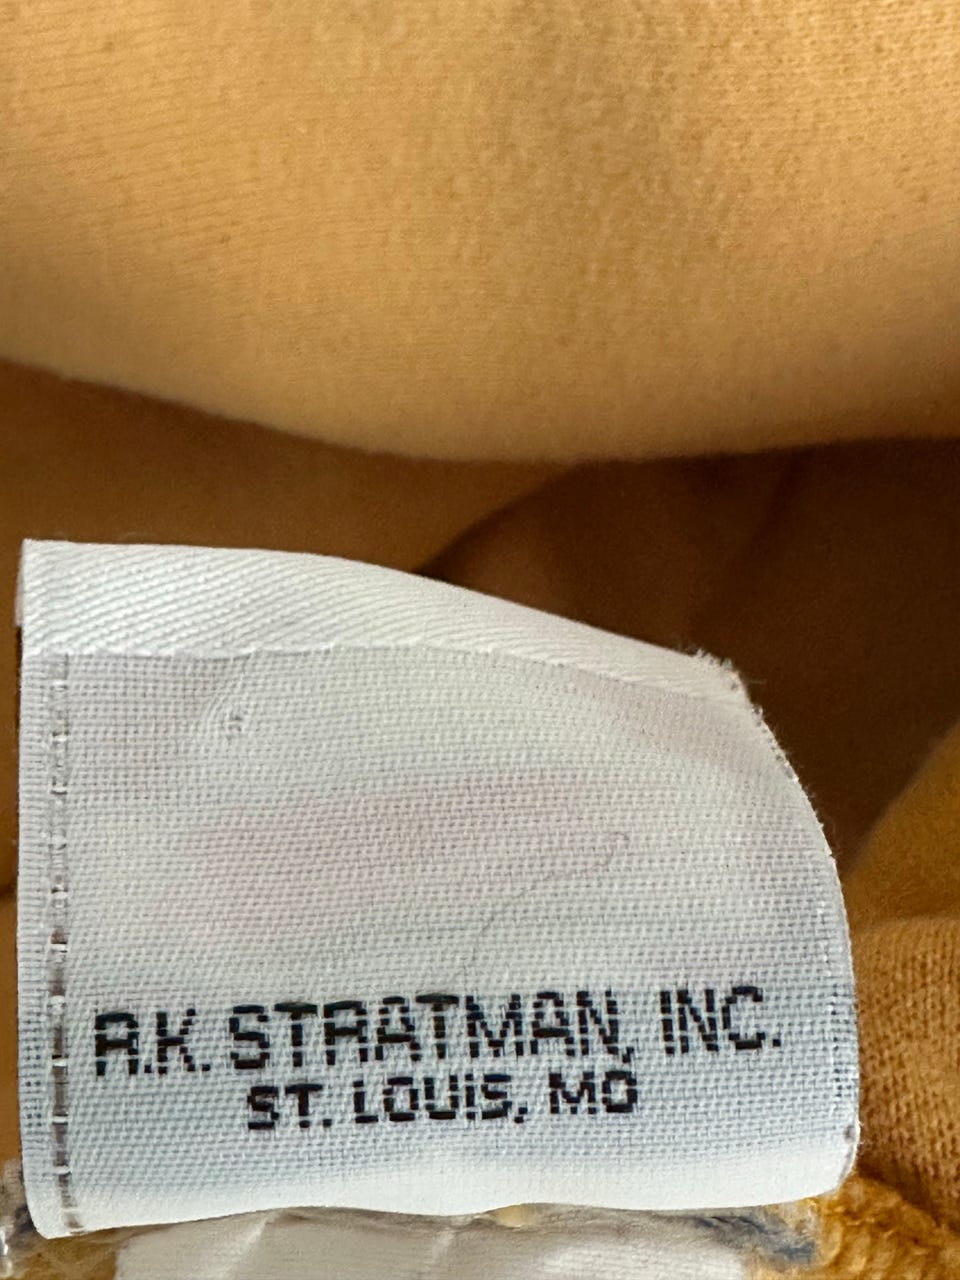 R.K. STRATMAN, INC.
ST. LOUIS, MO